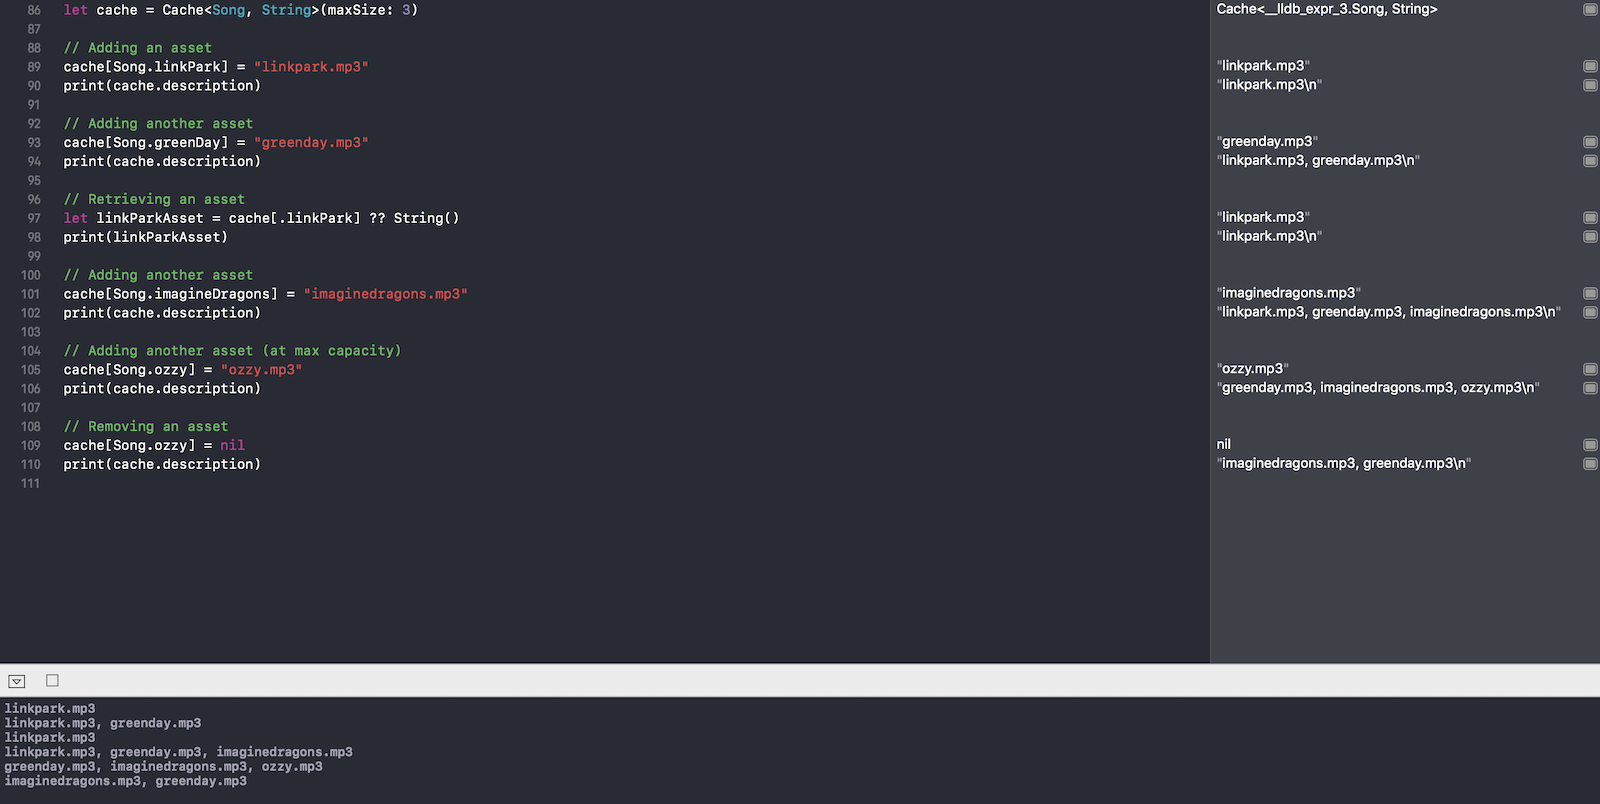 86 let cache = Cache<Song, String>(maxSize: 3)
Cache<__lldb_expr_3.Song, String>
87
88 // Adding an asset
89 cache[Song.linkPark] = "linkpark.mp3"
"linkpark.mp3"
90 print(cache.description)
"linkpark.mp3\n"
91
92 // Adding another asset
93 cache[Song.greenDay] = "greenday.mp3"
"greenday.mp3"
94 print(cache.description)
"linkpark.mp3, greenday.mp3\n"
95
96 // Retrieving an asset
97 let linkParkAsset = cache[.linkPark] ?? String()
"linkpark.mp3"
98 print(linkParkAsset)
"linkpark.mp3\n"
99
100 // Adding another asset
101 cache[Song.imagineDragons] = "imaginedragons.mp3"
"imaginedragons.mp3"
102 print(cache.description)
"linkpark.mp3, greenday.mp3, imaginedragons.mp3\n"
103
104 // Adding another asset (at max capacity)
105 cache[Song.ozzy] = "ozzy.mp3"
"ozzy.mp3"
106 print(cache.description)
"greenday.mp3, imaginedragons.mp3, ozzy.mp3\n"
107
108 // Removing an asset
109 cache[Song.ozzy] = nil
nil
110 print(cache.description)
"imaginedragons.mp3, greenday.mp3\n"
111
linkpark.mp3
linkpark.mp3, greenday.mp3
linkpark.mp3
linkpark.mp3, greenday.mp3, imaginedragons.mp3
greenday.mp3, imaginedragons.mp3, ozzy.mp3
imaginedragons.mp3, greenday.mp3